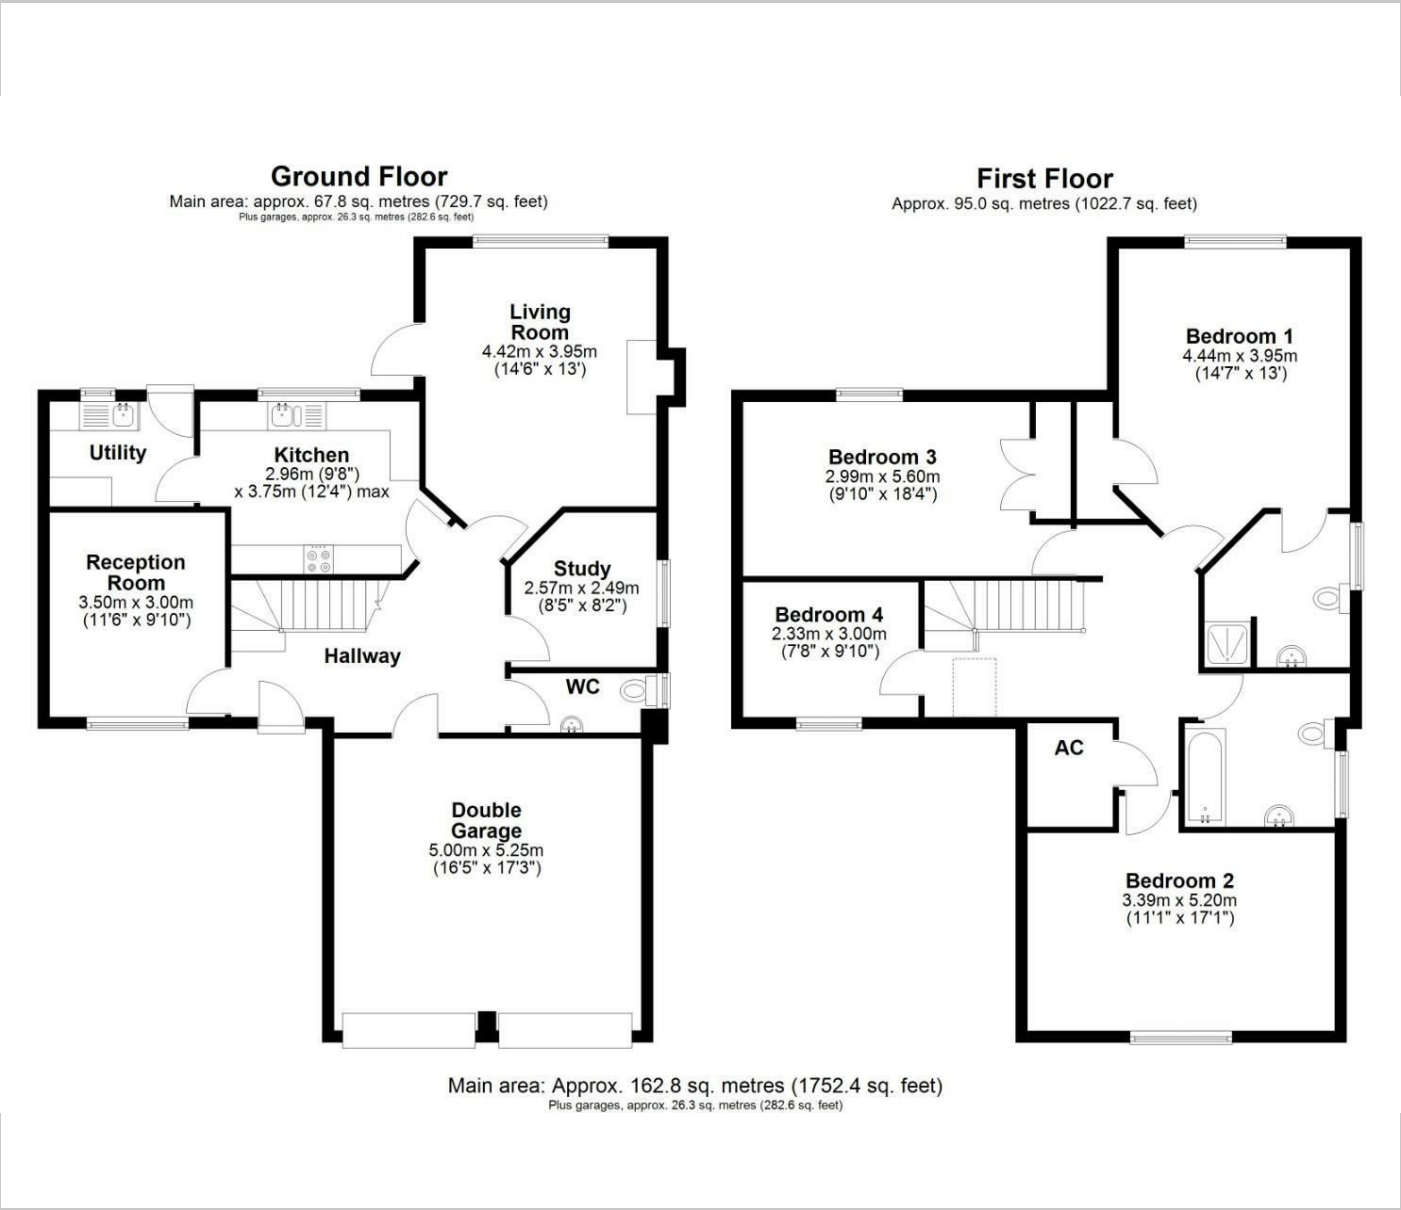 Ground Floor
Main area: approx. 67.8 sq. metres (729.7 sq. feet)
Plus garages, approx. 26.3 sq. metres (282.6 sq. feet)
Living
Room
4.42m x 3.95m
(14'6" x 13')
Utility
Kitchen
2.96m (9'8")
x 3.75m (12'4") max
Reception
Room
3.50m x 3.00m
(11'6" x 9'10")
Study
2.57m x 2.49m
(8'5" x 8'2")
Hallway
WC
Double
Garage
5.00m x 5.25m
(16'5" x 17'3")
First Floor
Approx. 95.0 sq. metres (1022.7 sq. feet)
Bedroom 1
4.44m x 3.95m
(14'7" x 13')
Bedroom 3
2.99m x 5.60m
(9'10" x 18'4")
Bedroom 4
2.33m x 3.00m
(7'8" x 9'10")
AC
Bedroom 2
3.39m x 5.20m
(11'1" x 17'1")
Main area: Approx. 162.8 sq. metres (1752.4 sq. feet)
Plus garages, approx. 26.3 sq. metres (282.6 sq. feet)